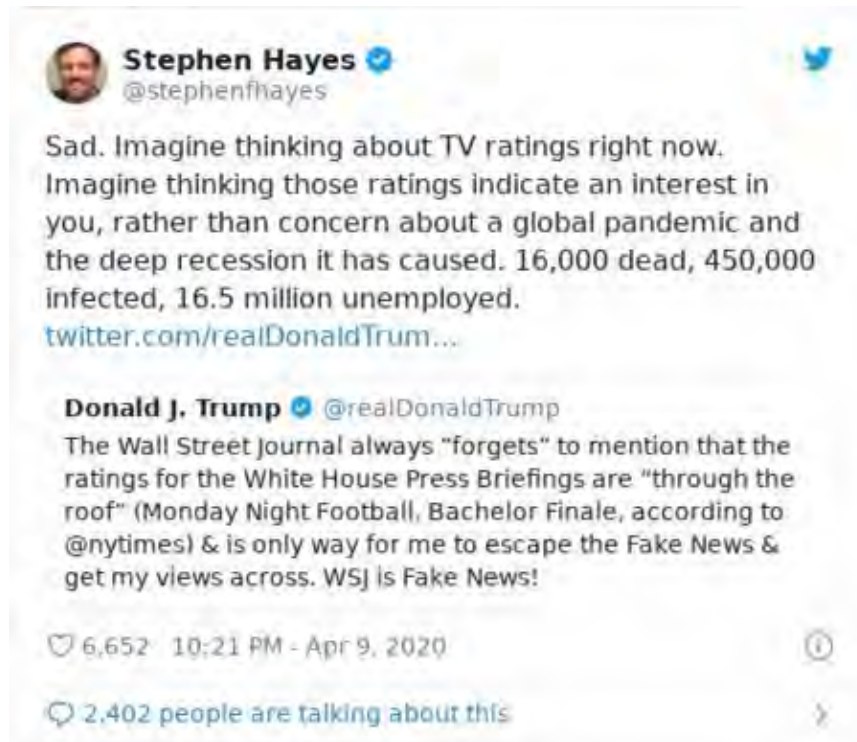 Stephen Hayes
@stephenfhayes
Sad. Imagine thinking about TV ratings right now.
Imagine thinking those ratings indicate an interest in
you, rather than concern about a global pandemic and
the deep recession it has caused. 16,000 dead, 450,000
infected, 16.5 million unemployed.
twitter.com/realDonaldTrum...
Donald J. Trump @realDonaldTrump
The Wall Street Journal always "forgets" to mention that the
ratings for the White House Press Briefings are "through the
roof" (Monday Night Football, Bachelor Finale, according to
@nytimes) & is only way for me to escape the Fake News &
get my views across. WSJ is Fake News!
6,652 10:21 PM - Apr 9, 2020
2,402 people are talking about this